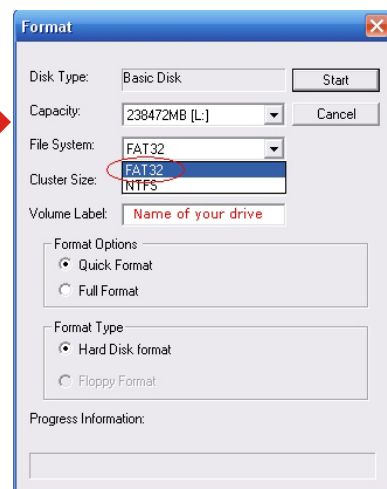 Format
Disk Type: Basic Disk Start
Capacity: 238472MB [L:] Cancel
File System: FAT32
FAT32
Cluster Size: NTFS
Volume Label: Name of your drive
Format Options
Quick Format
Full Format
Format Type
Hard Disk format
Floppy Format
Progress Information: